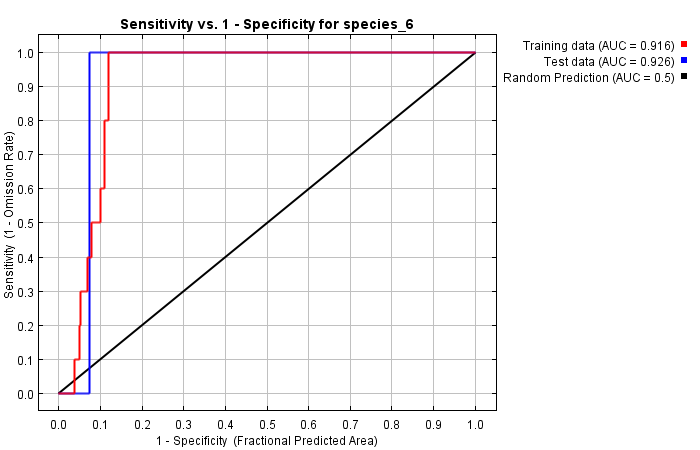 Sensitivity vs. 1 - Specificity for species_6
Training data (AUC = 0.916)
Test data (AUC = 0.926)
Random Prediction (AUC = 0.5)
Sensitivity (1 - Omission Rate)
1.0
0.9
0.8
0.7
0.6
0.5
0.4
0.3
0.2
0.1
0.0
0.0 0.1 0.2 0.3 0.4 0.5 0.6 0.7 0.8 0.9 1.0
1 - Specificity (Fractional Predicted Area)